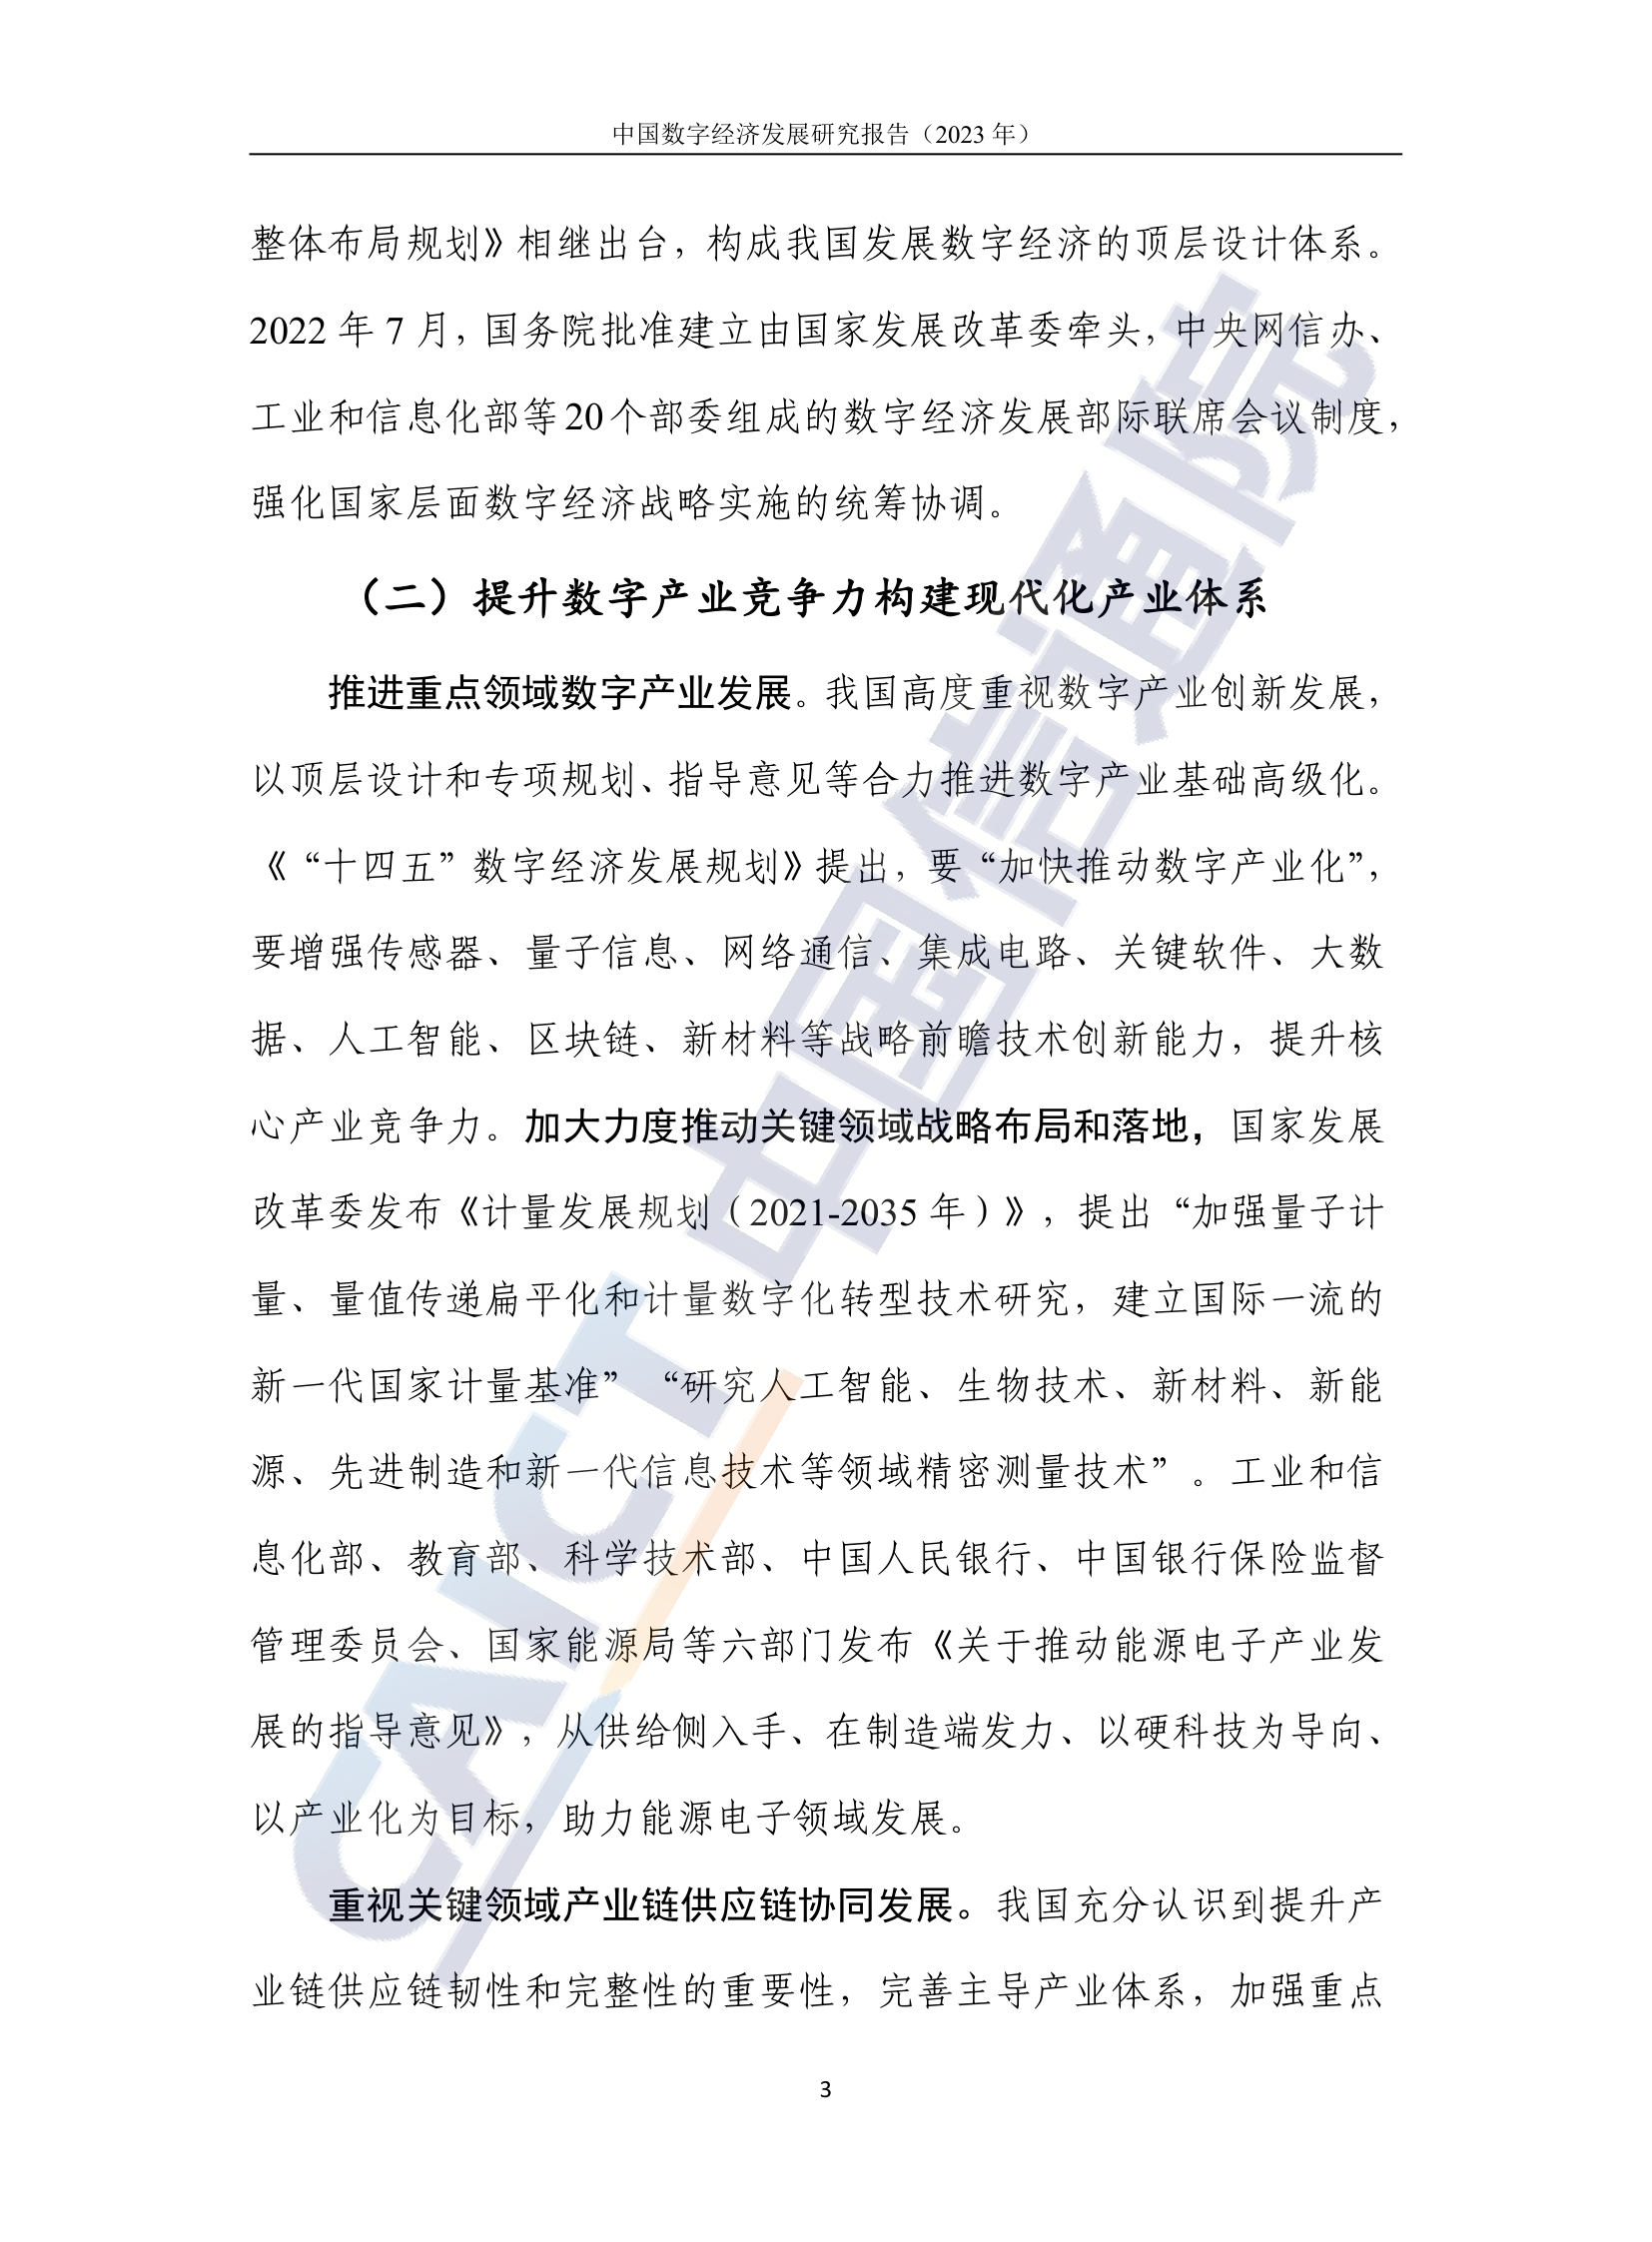 中国数字经济发展研究报告（2023 年）
整体布局规划》相继出台，构成我国发展数字经济的顶层设计体系。
2022 年 7 月，国务院批准建立由国家发展改革委牵头，中央网信办、
工业和信息化部等 20 个部委组成的数字经济发展部际联席会议制度，
强化国家层面数字经济战略实施的统筹协调。
（二）提升数字产业竞争力构建现代化产业体系
推进重点领域数字产业发展。我国高度重视数字产业创新发展，
以顶层设计和专项规划、指导意见等合力推进数字产业基础高级化。
《“十四五”数字经济发展规划》提出，要“加快推动数字产业化”，
要增强传感器、量子信息、网络通信、集成电路、关键软件、大数
据、人工智能、区块链、新材料等战略前瞻技术创新能力，提升核
心产业竞争力。加大力度推动关键领域战略布局和落地，国家发展
改革委发布《计量发展规划（2021-2035 年）》，提出“加强量子计
量、量值传递扁平化和计量数字化转型技术研究，建立国际一流的
新一代国家计量基准”“研究人工智能、生物技术、新材料、新能
源、先进制造和新一代信息技术等领域精密测量技术”。工业和信
息化部、教育部、科学技术部、中国人民银行、中国银行保险监督
管理委员会、国家能源局等六部门发布《关于推动能源电子产业发
展的指导意见》，从供给侧入手、在制造端发力、以硬科技为导向、
以产业化为目标，助力能源电子领域发展。
重视关键领域产业链供应链协同发展。我国充分认识到提升产
业链供应链韧性和完整性的重要性，完善主导产业体系，加强重点
3
CAICT 中国信通院